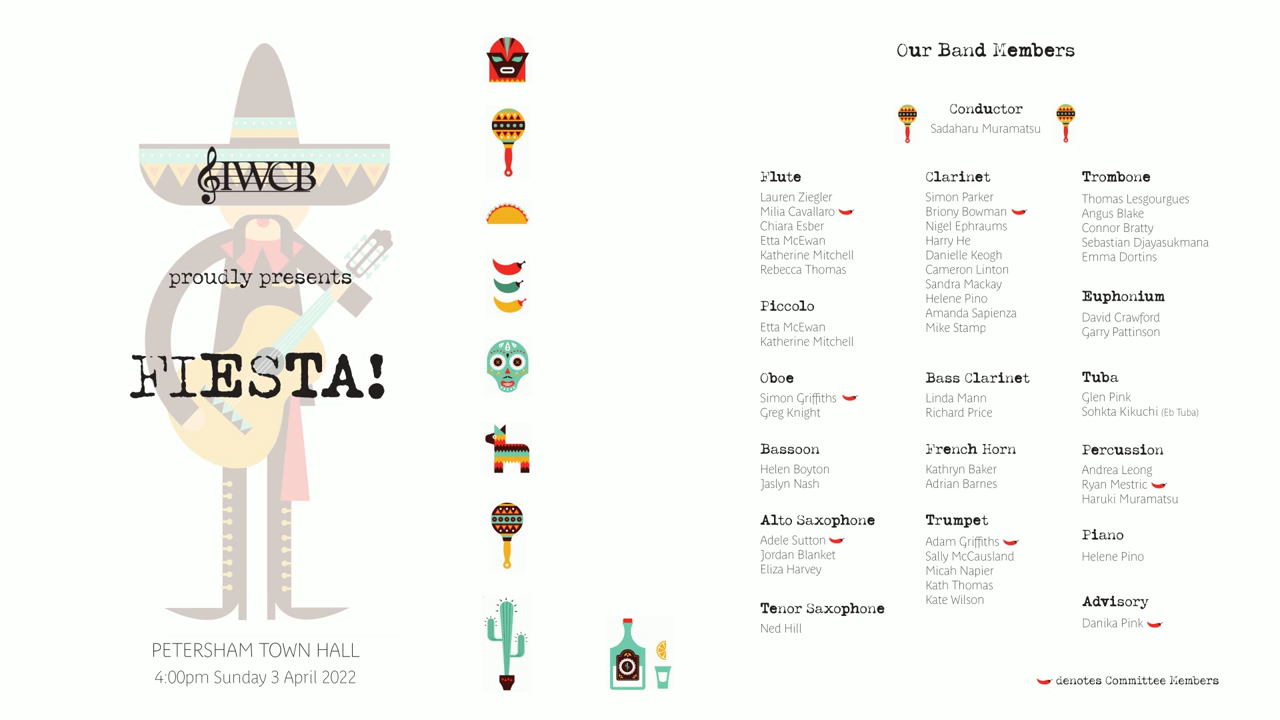 IWCB
proudly presents
FIESTA!
PETERSHAM TOWN HALL
4:00pm Sunday 3 April 2022
Our Band Members
Conductor
Sadaharu Muramatsu
Flute
Lauren Ziegler
Milia Cavallaro
Chiara Esber
Etta McEwan
Katherine Mitchell
Rebecca Thomas
Piccolo
Etta McEwan
Katherine Mitchell
Oboe
Simon Griffiths
Greg Knight
Bassoon
Helen Boyton
Jaslyn Nash
Alto Saxophone
Adele Sutton
Jordan Blanket
Eliza Harvey
Tenor Saxophone
Ned Hill
Clarinet
Simon Parker
Briony Bowman
Nigel Ephraums
Harry He
Danielle Keogh
Cameron Linton
Sandra Mackay
Helene Pino
Amanda Sapienza
Mike Stamp
Bass Clarinet
Linda Mann
Richard Price
French Horn
Kathryn Baker
Adrian Barnes
Trumpet
Adam Griffiths
Sally McCausland
Micah Napier
Kath Thomas
Kate Wilson
Trombone
Thomas Lesgourgues
Angus Blake
Connor Bratty
Sebastian Djayasukmana
Emma Dortins
Euphonium
David Crawford
Garry Pattinson
Tuba
Glen Pink
Sohkta Kikuchi (Eb Tuba)
Percussion
Andrea Leong
Ryan Mestric
Haruki Muramatsu
Piano
Helene Pino
Advisory
Danika Pink
denotes Committee Members